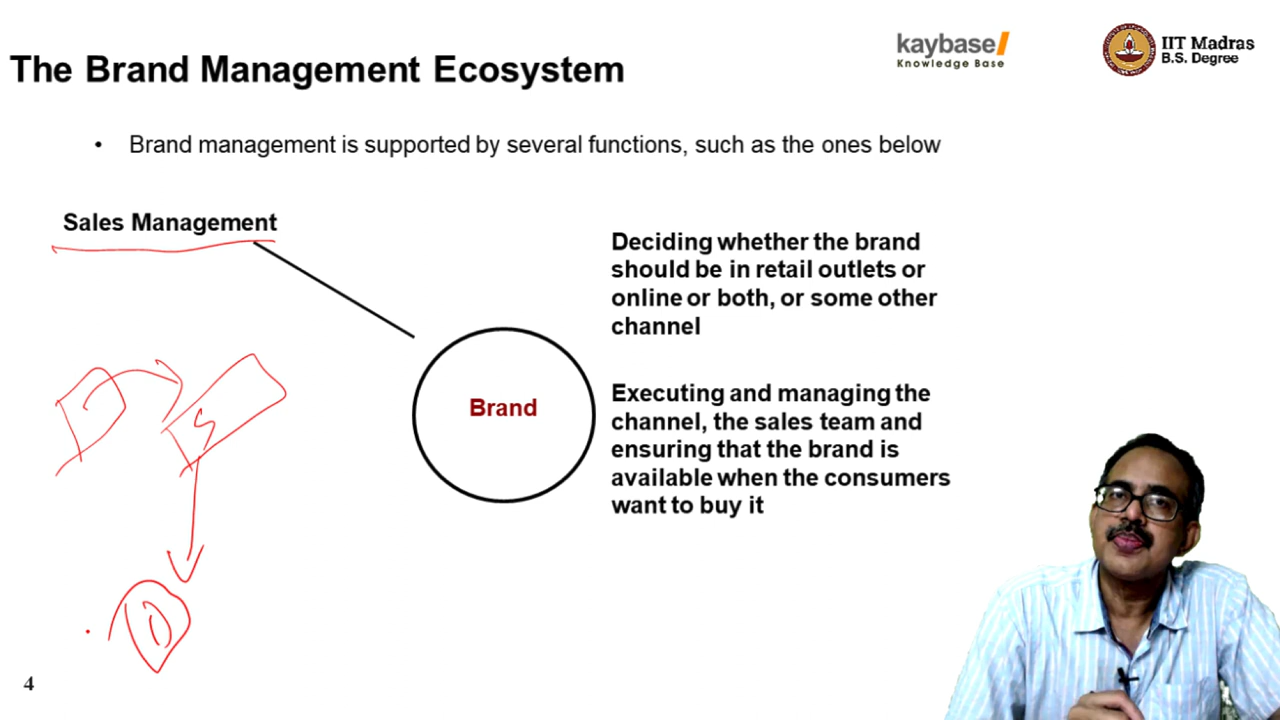 The Brand Management Ecosystem
kaybase/
Knowledge Base
IIT Madras
B.S. Degree
• Brand management is supported by several functions, such as the ones below
Sales Management
Deciding whether the brand
should be in retail outlets or
online or both, or some other
channel
Brand
Executing and managing the
channel, the sales team and
ensuring that the brand is
available when the consumers
want to buy it
S
D
4